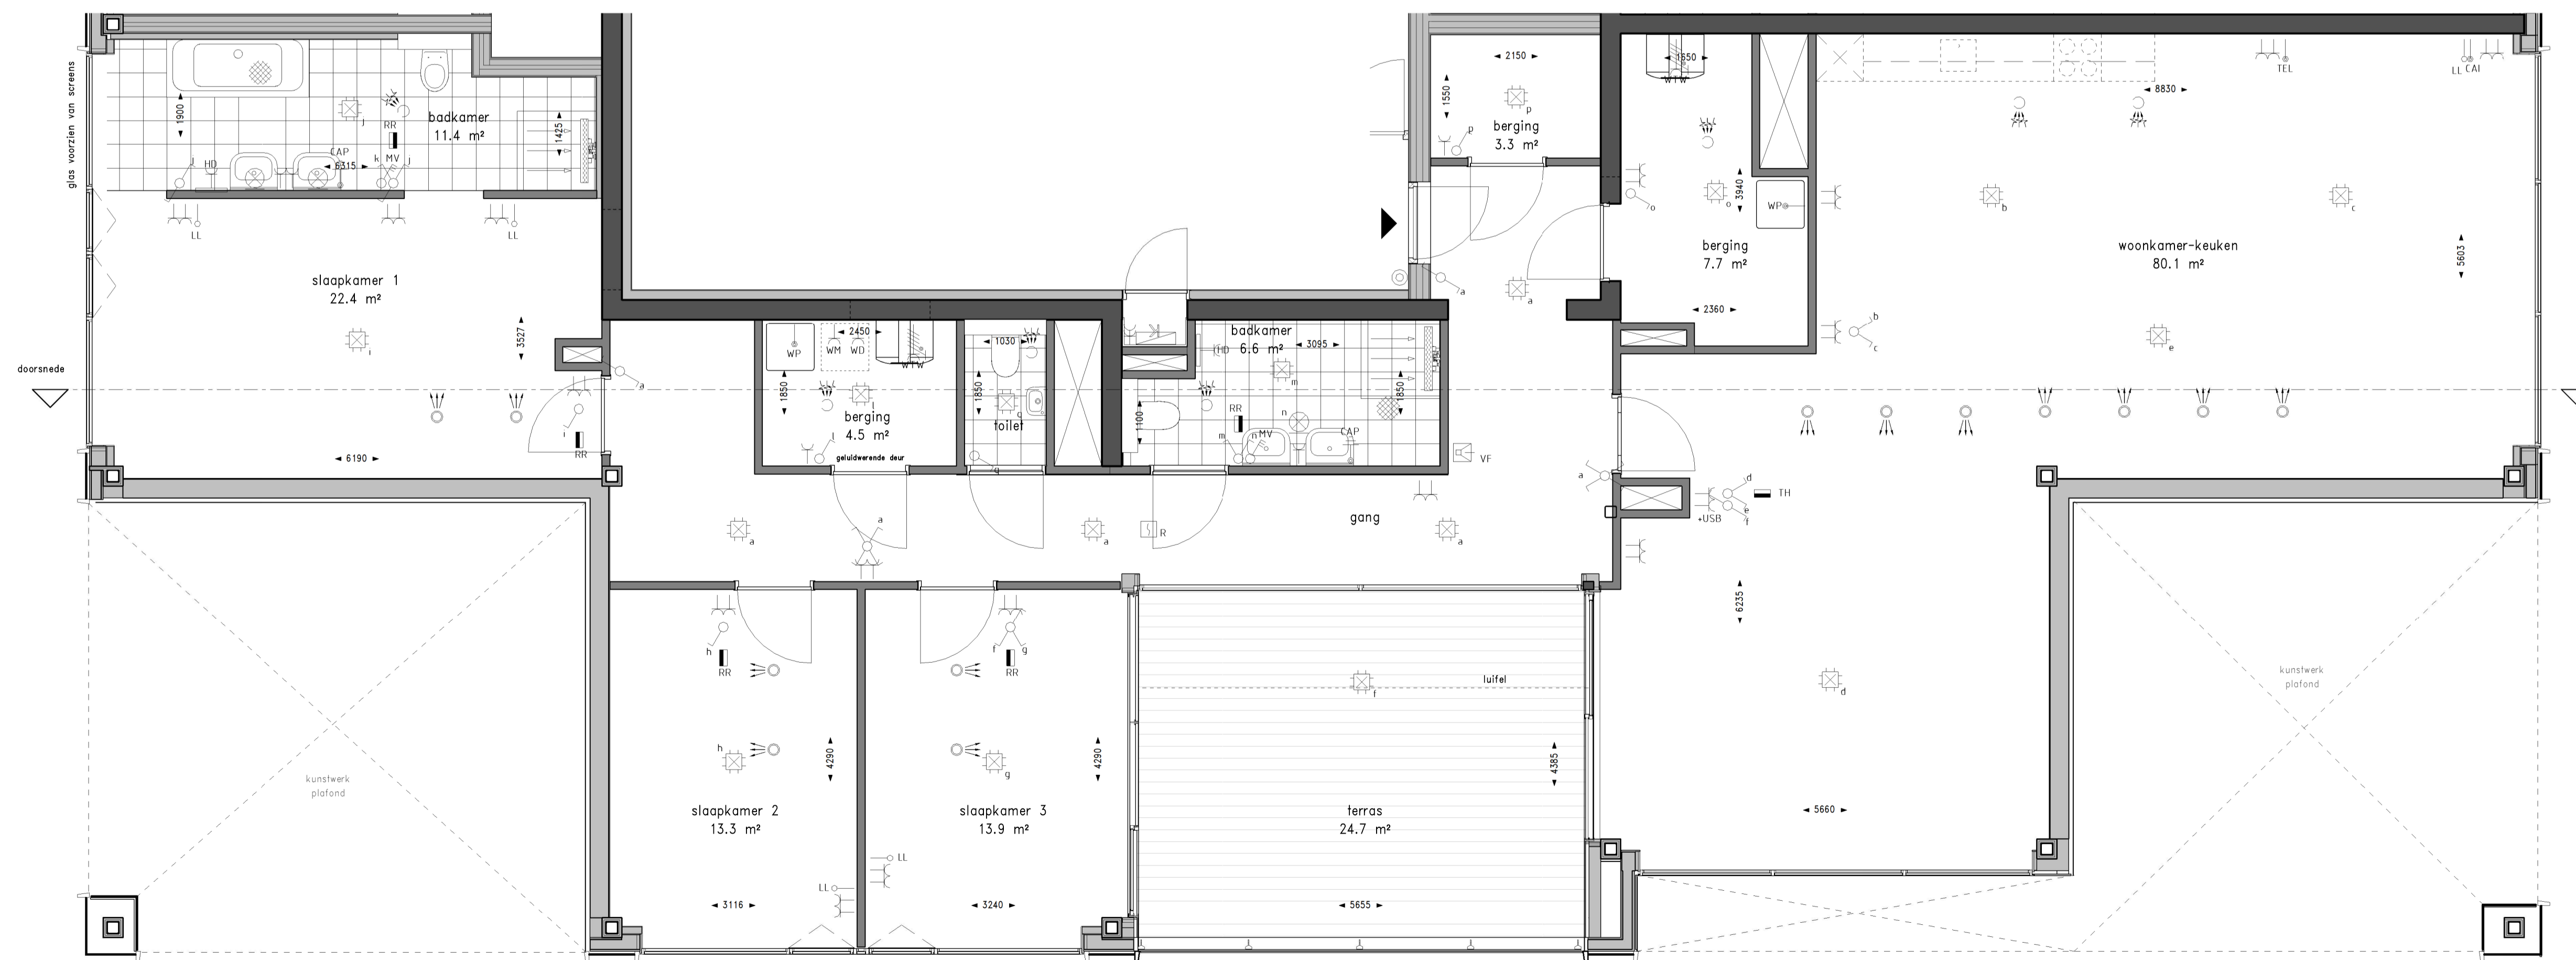 glas voorzien van screens
1900
j
RR
badkamer
11.4 m²
1425
J
HD
CAP
6315
k
MV
j
LL
LL
slaapkamer 1
22.4 m²
3527
i
a
i
RR
6190
doorsnede
2150
1550
p
berging
3.3 m²
p
a
a
1650
WTW
o
3940
o
WP
berging
7.7 m²
2360
TEL
LL
CAI
8830
b
c
woonkamer-keuken
80.1 m²
5603
b
c
e
WP
WM
WD
2450
WTW
1850
l
berging
4.5 m²
l
geluidwerende deur
1030
1850
q
toilet
q
badkamer
6.6 m²
HD
3095
m
1850
RR
n
1100
m
n
MV
CAP
VF
a
d
TH
e
f
+USB
gang
a
a
a
R
a
h
RR
f
g
RR
h
g
4290
4290
slaapkamer 2
13.3 m²
slaapkamer 3
13.9 m²
LL
LL
3116
3240
luifel
f
4385
terras
24.7 m²
5655
6235
d
5660
kunstwerk
plafond
kunstwerk
plafond